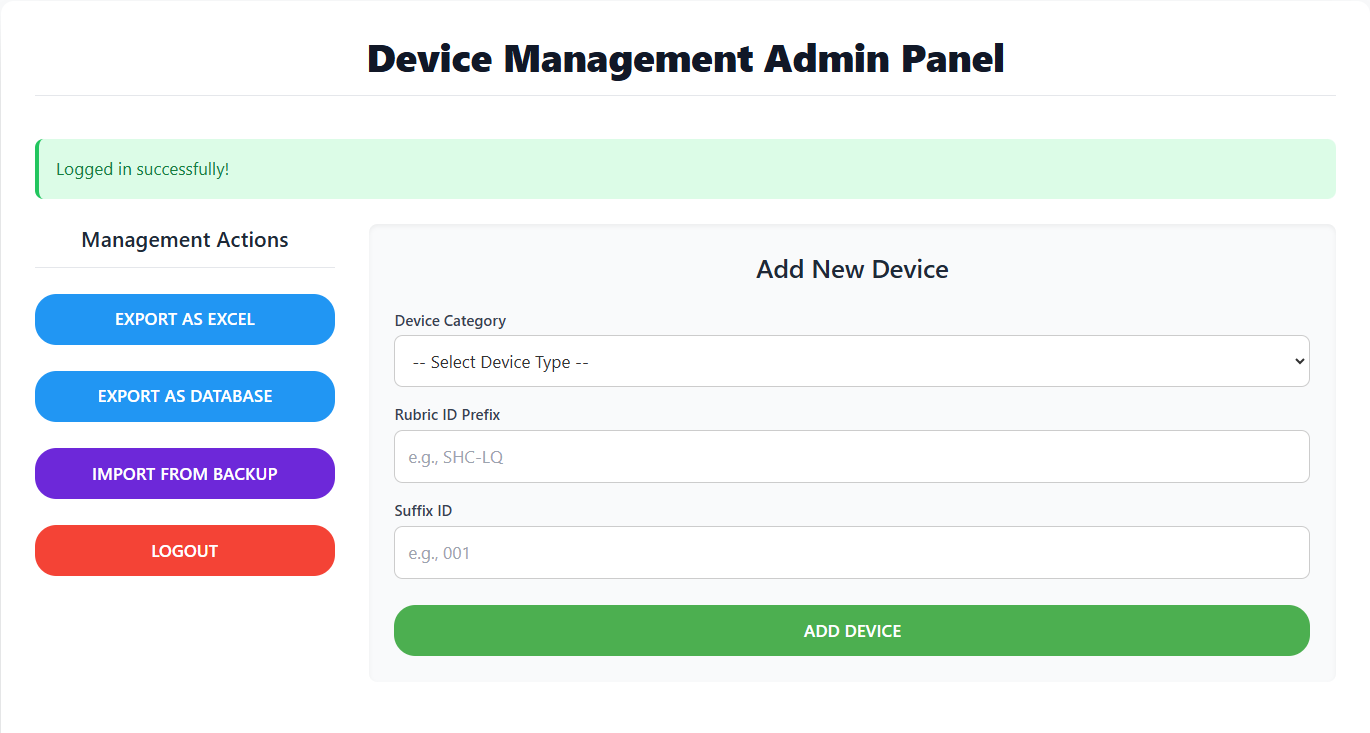 Device Management Admin Panel
Logged in successfully!
Management Actions
EXPORT AS EXCEL
EXPORT AS DATABASE
IMPORT FROM BACKUP
LOGOUT
Add New Device
Device Category
-- Select Device Type --
Rubric ID Prefix
e.g., SHC-LQ
Suffix ID
e.g., 001
ADD DEVICE